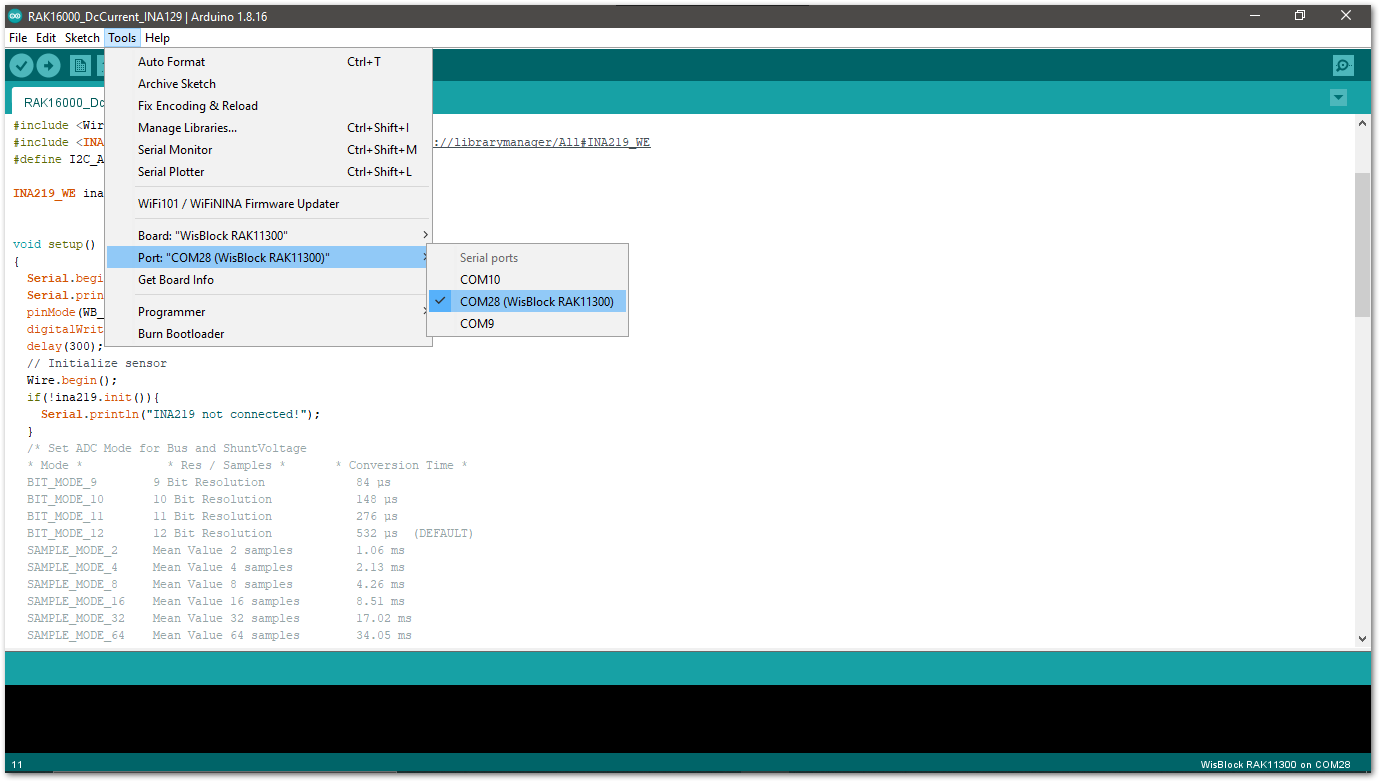 RAK16000_DcCurrent_INA129 | Arduino 1.8.16
File Edit Sketch Tools Help
Auto Format Ctrl+T
Archive Sketch
Fix Encoding & Reload
Manage Libraries... Ctrl+Shift+I
Serial Monitor Ctrl+Shift+M
Serial Plotter Ctrl+Shift+L
WiFi101 / WiFiNINA Firmware Updater
Board: "WisBlock RAK11300"
Port: "COM28 (WisBlock RAK11300)"
Get Board Info
Programmer
Burn Bootloader
Serial ports
COM10
COM28 (WisBlock RAK11300)
COM9
RAK16000_Dc
#include <Wir
#include <INA ://librarymanager/All#INA219_WE
#define I2C_A
INA219_WE ina
void setup()
{
Serial.begi
Serial.prin
pinMode(WB_
digitalWrit
delay(300);
// Initialize sensor
Wire.begin();
if(!ina219.init()){
Serial.println("INA219 not connected!");
}
/* Set ADC Mode for Bus and ShuntVoltage
* Mode * * Res / Samples * * Conversion Time *
BIT_MODE_9 9 Bit Resolution 84 µs
BIT_MODE_10 10 Bit Resolution 148 µs
BIT_MODE_11 11 Bit Resolution 276 µs
BIT_MODE_12 12 Bit Resolution 532 µs (DEFAULT)
SAMPLE_MODE_2 Mean Value 2 samples 1.06 ms
SAMPLE_MODE_4 Mean Value 4 samples 2.13 ms
SAMPLE_MODE_8 Mean Value 8 samples 4.26 ms
SAMPLE_MODE_16 Mean Value 16 samples 8.51 ms
SAMPLE_MODE_32 Mean Value 32 samples 17.02 ms
SAMPLE_MODE_64 Mean Value 64 samples 34.05 ms
11 WisBlock RAK11300 on COM28